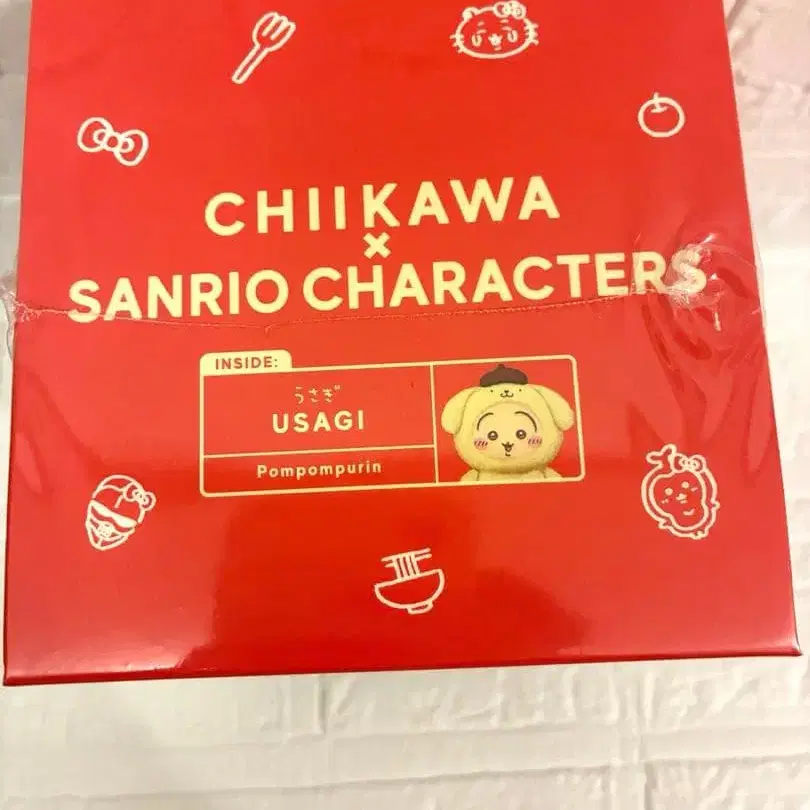 CHIIKAWA
×
SANRIO CHARACTERS
INSIDE:
うさぎ
USAGI
Pompompurin